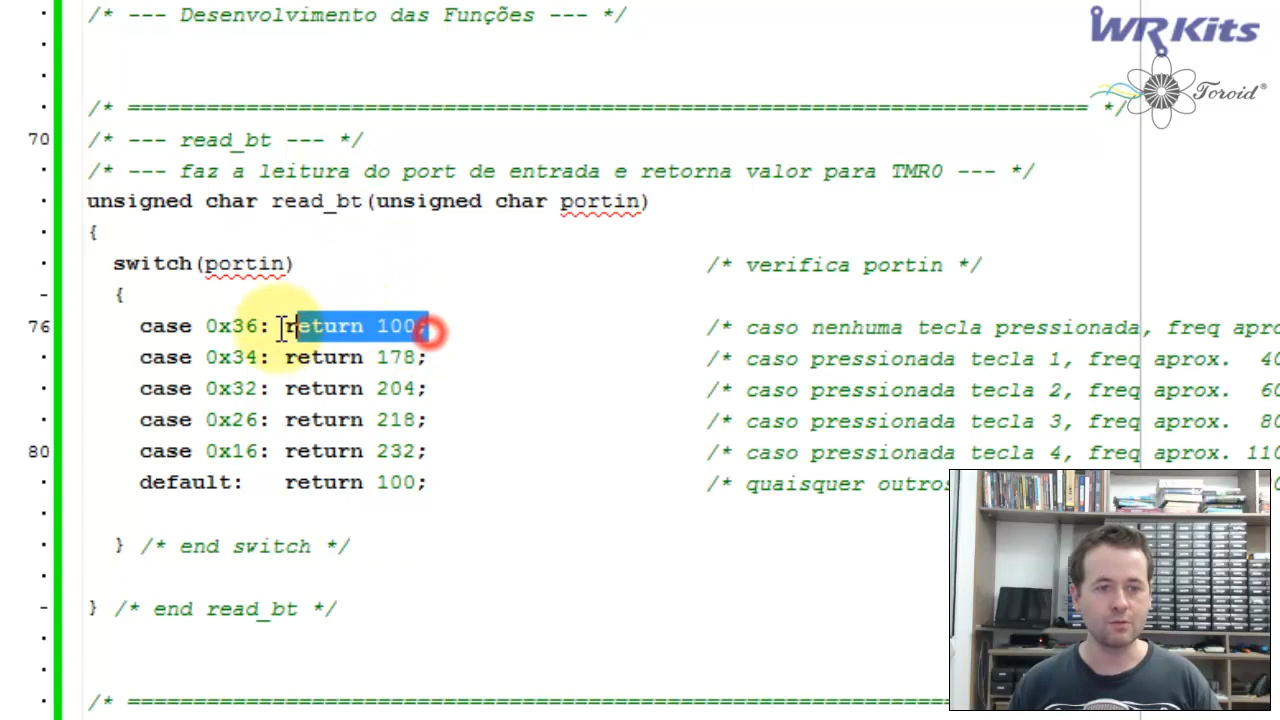 /* --- Desenvolvimento das Funções --- */
WRKits
Toroid®
/* ========================================================================= */
70 /* --- read_bt --- */
/* --- faz a leitura do port de entrada e retorna valor para TMR0 --- */
unsigned char read_bt(unsigned char portin)
{
switch(portin) /* verifica portin */
{
76 case 0x36: return 100; /* caso nenhuma tecla pressionada, freq apro
case 0x34: return 178; /* caso pressionada tecla 1, freq aprox. 40
case 0x32: return 204; /* caso pressionada tecla 2, freq aprox. 60
case 0x26: return 218; /* caso pressionada tecla 3, freq aprox. 80
80 case 0x16: return 232; /* caso pressionada tecla 4, freq aprox. 110
default: return 100; /* quaisquer outros
} /* end switch */
} /* end read_bt */
/* ==============================================================